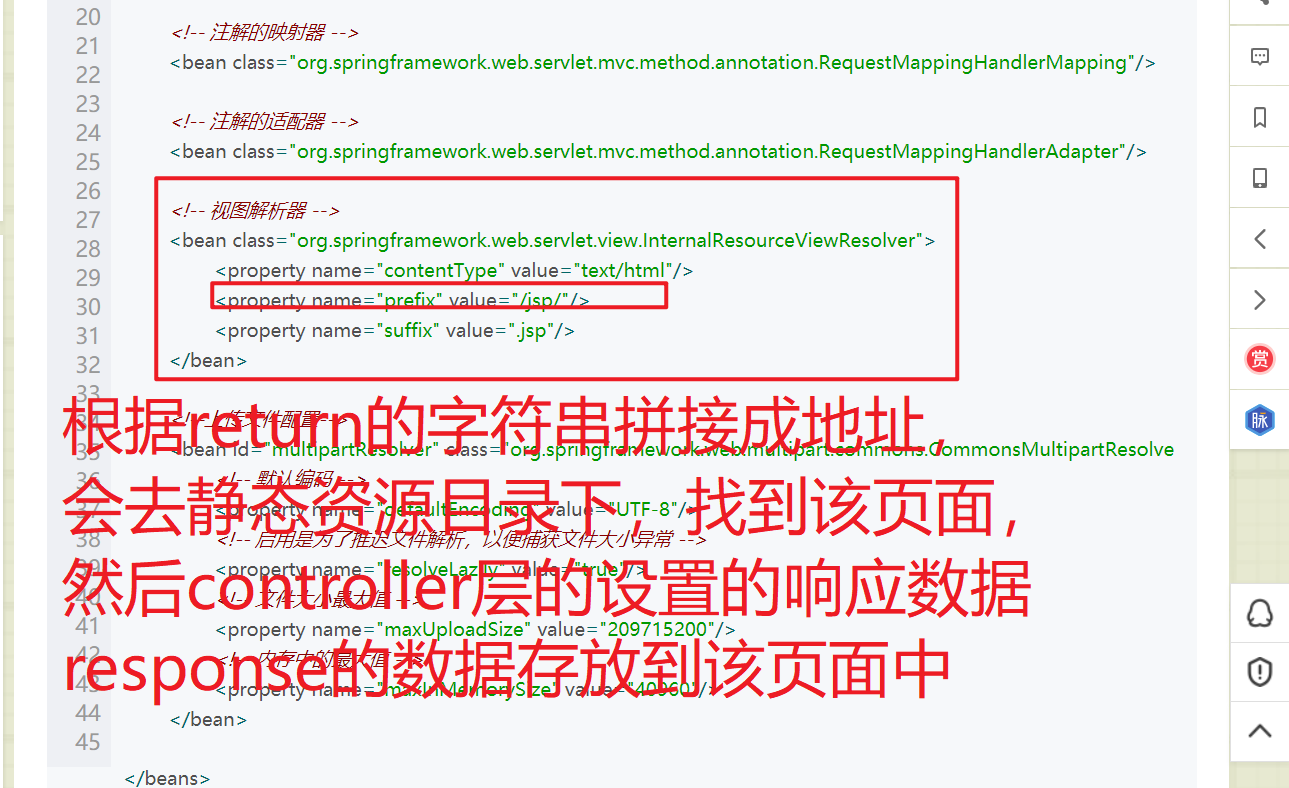 20
21
22
23
24
25
26
27
28
29
30
31
32
33
34
35
36
37
38
39
40
41
42
43
44
45
<!-- 注解的映射器 -->
<bean class="org.springframework.web.servlet.mvc.method.annotation.RequestMappingHandlerMapping"/>
<!-- 注解的适配器 -->
<bean class="org.springframework.web.servlet.mvc.method.annotation.RequestMappingHandlerAdapter"/>
<!-- 视图解析器 -->
<bean class="org.springframework.web.servlet.view.InternalResourceViewResolver">
<property name="contentType" value="text/html"/>
<property name="prefix" value="/jsp/"/>
<property name="suffix" value=".jsp"/>
</bean>
<!-- 上传文件配置 -->
<bean id="multipartResolver" class="org.springframework.web.multipart.commons.CommonsMultipartResolve
<!-- 默认编码 -->
<property name="defaultEncoding" value="UTF-8"/>
<!-- 启用是为了推迟文件解析，以便捕获文件大小异常 -->
<property name="resolveLazily" value="true"/>
<!-- 文件大小最大值 -->
<property name="maxUploadSize" value="209715200"/>
<!-- 内存中的最大值 -->
<property name="maxInMemorySize" value="40960"/>
</bean>
</beans>
根据return的字符串拼接成地址，
会去静态资源目录下，找到该页面，
然后controller层的设置的响应数据
response的数据存放到该页面中
赏
脉